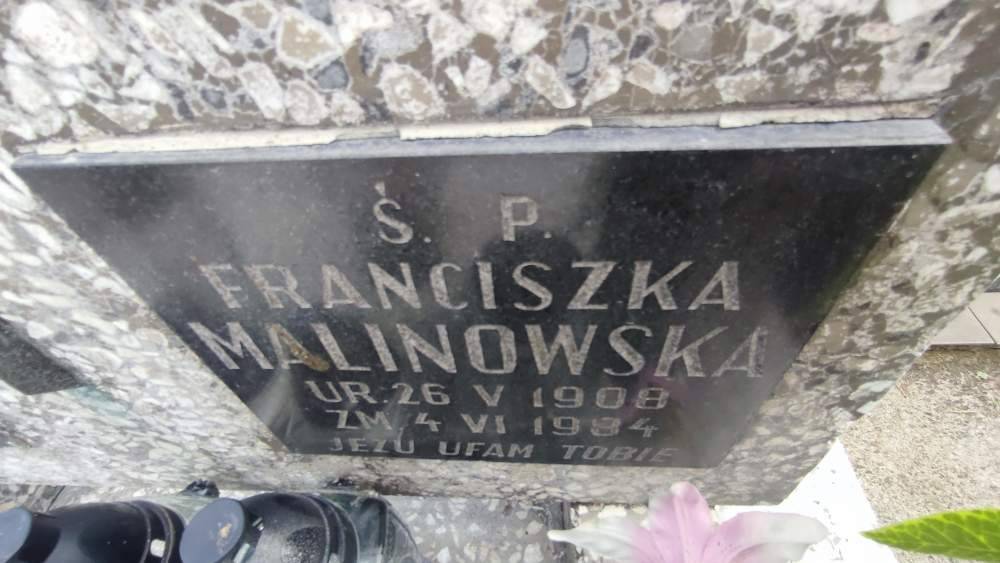 Ś. P.
FRANCISZKA
MALINOWSKA
UR. 26 V 1908
ZM. 4 VI 1984
JEZU UFAM TOBIE